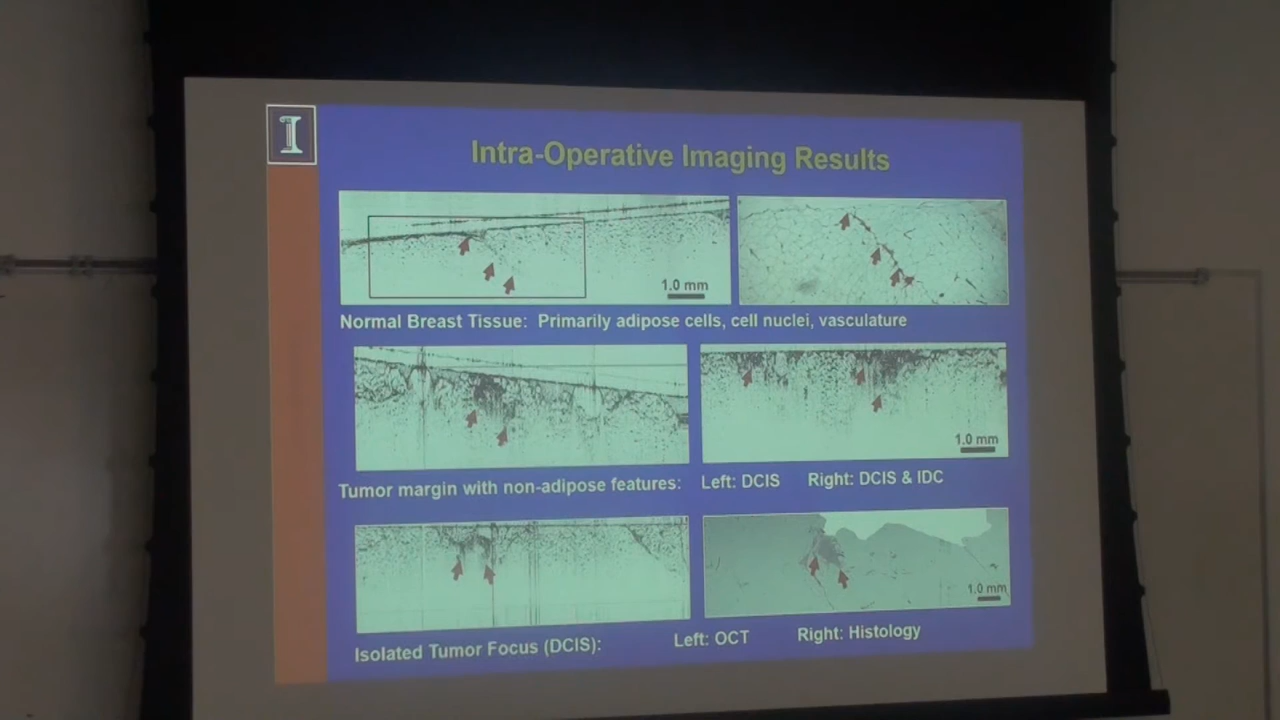 I
Intra-Operative Imaging Results
1.0 mm
Normal Breast Tissue: Primarily adipose cells, cell nuclei, vasculature
1.0 mm
Tumor margin with non-adipose features: Left: DCIS Right: DCIS & IDC
1.0 mm
Isolated Tumor Focus (DCIS): Left: OCT Right: Histology